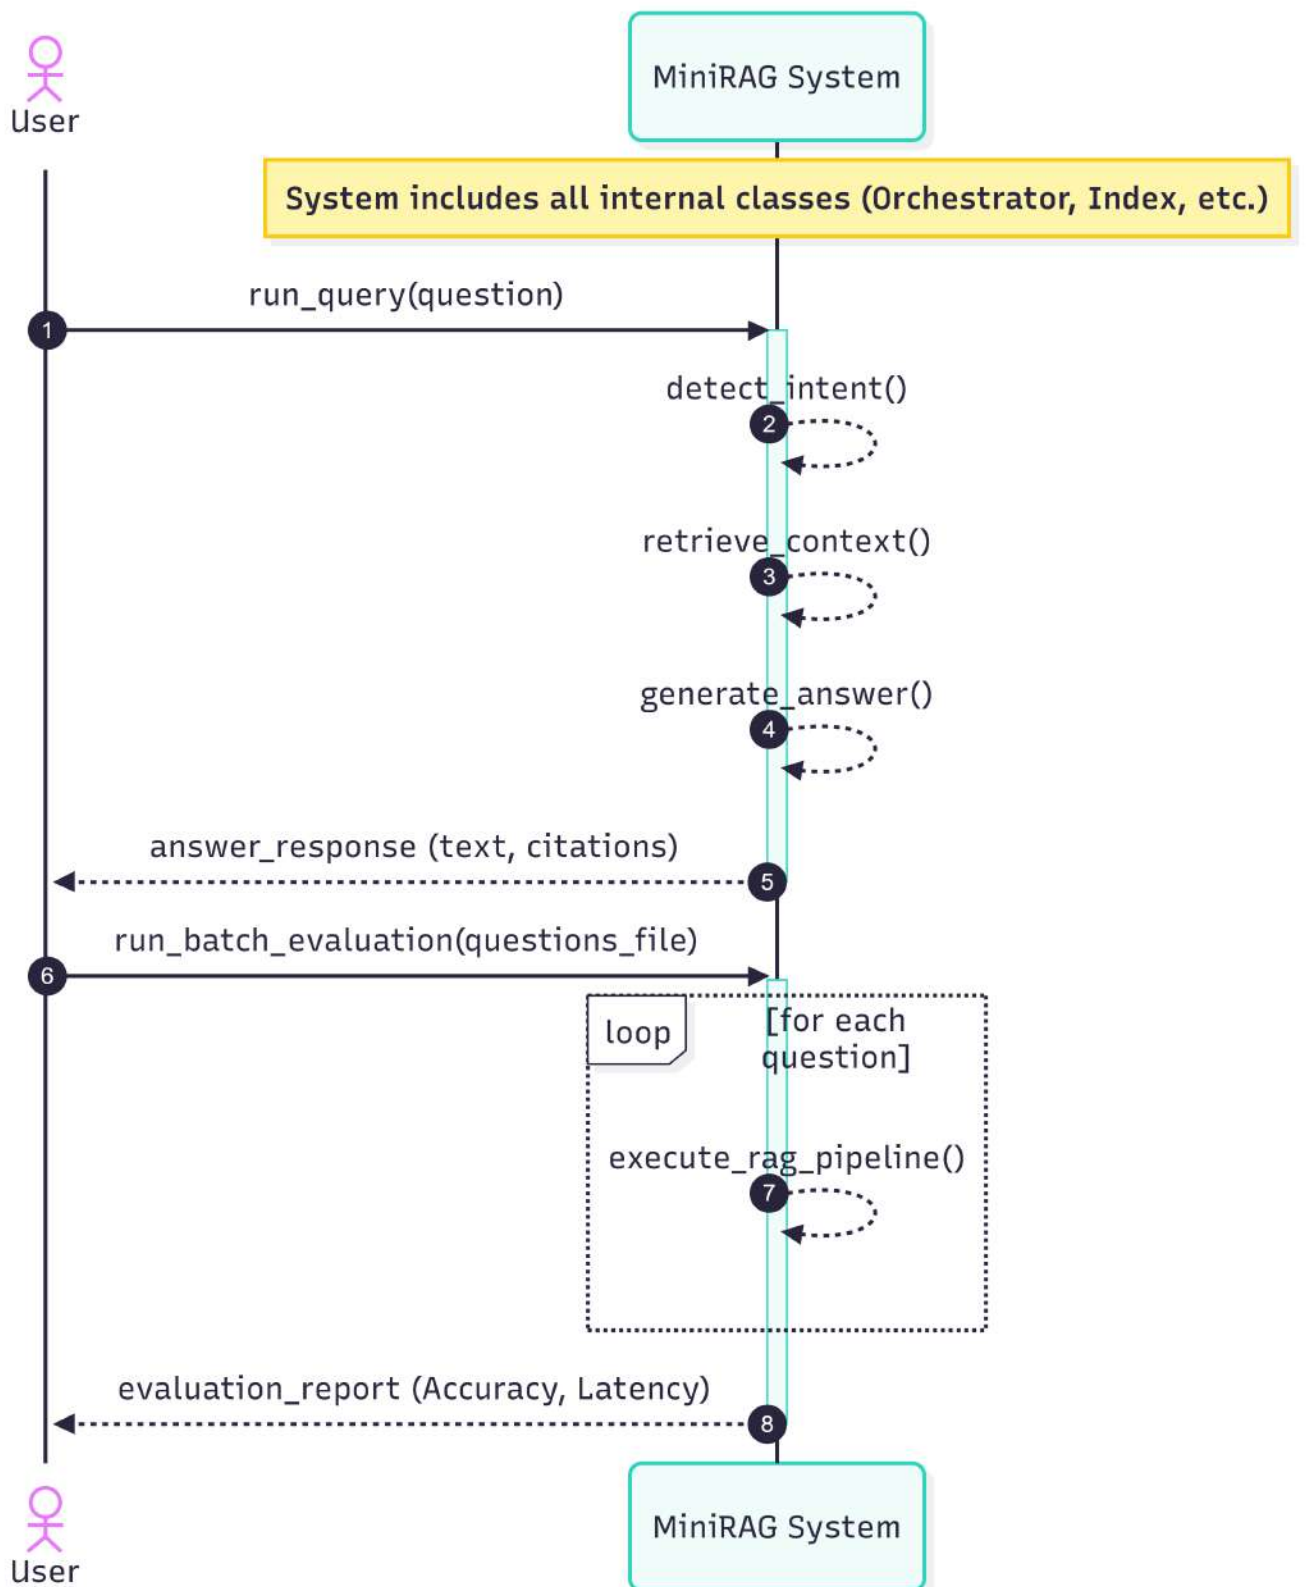 MiniRAG System
User
System includes all internal classes (Orchestrator, Index, etc.)
run_query(question)
1
detect_intent()
2
retrieve_context()
3
generate_answer()
4
answer_response (text, citations)
5
run_batch_evaluation(questions_file)
6
loop
[for each
question]
execute_rag_pipeline()
7
evaluation_report (Accuracy, Latency)
8
MiniRAG System
User